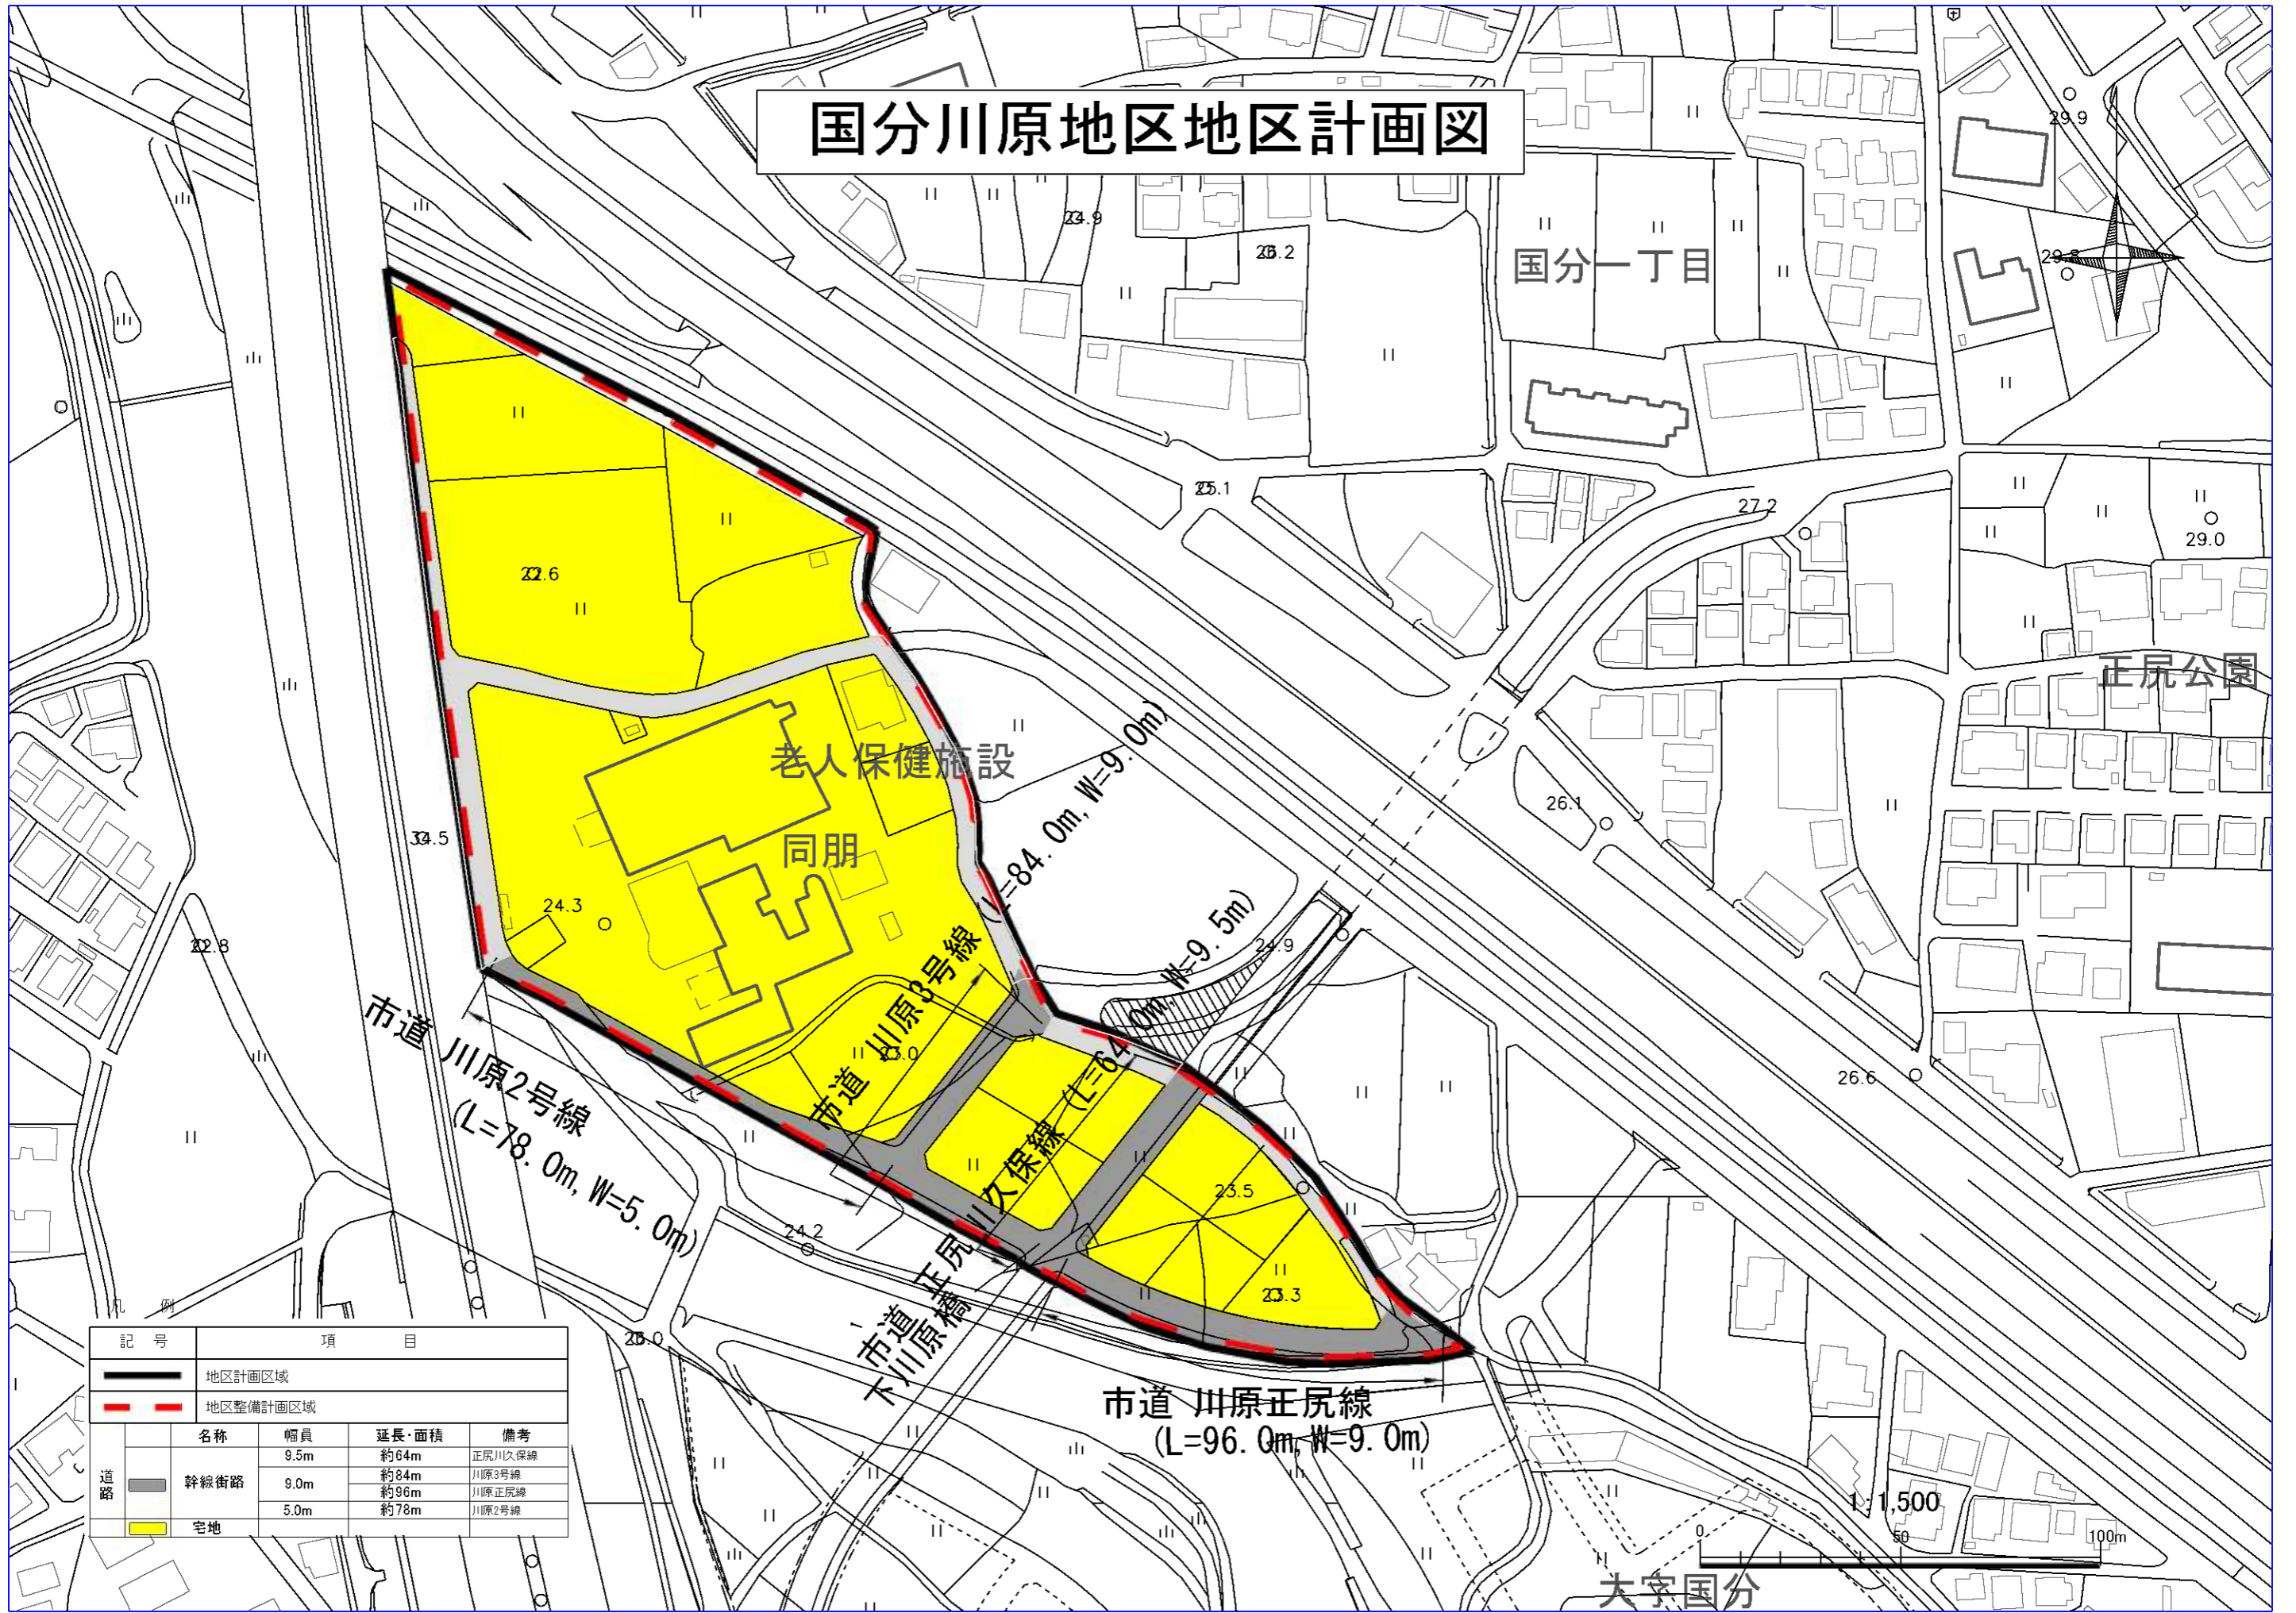 国分川原地区地区計画図
29.9
24.9
26.2
国分一丁目
29.8
25.1
27.2
29.0
22.6
正尻公園
老人保健施設
26.1
34.5
同朋
24.3
22.8
24.9
市道 川原3号線 (L=84.0m, W=9.0m)
23.0
26.6
市道 川原2号線
(L=78.0m, W=5.0m)
市道 正尻川久保線 (L=64.0m, W=9.5m)
下川原橋
23.5
24.2
23.3
26.0
市道 川原正尻線
(L=96.0m, W=9.0m)
凡 例
記 号 項 目
地区計画区域
地区整備計画区域
名称 幅員 延長・面積 備考
道路 幹線街路 9.5m 約64m 正尻川久保線
9.0m 約84m 川原3号線
約96m 川原正尻線
5.0m 約78m 川原2号線
宅地
1:1,500
0 50 100m
大字国分